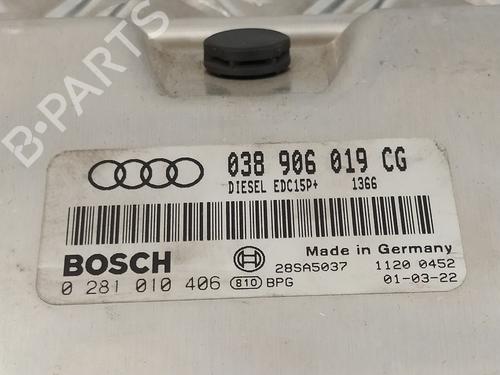 B-PARTS
038 906 019 CG
DIESEL EDC15P+ 1366
BOSCH
Made in Germany
28SA5037 1120 0452
0 281 010 406 810 BPG 01-03-22